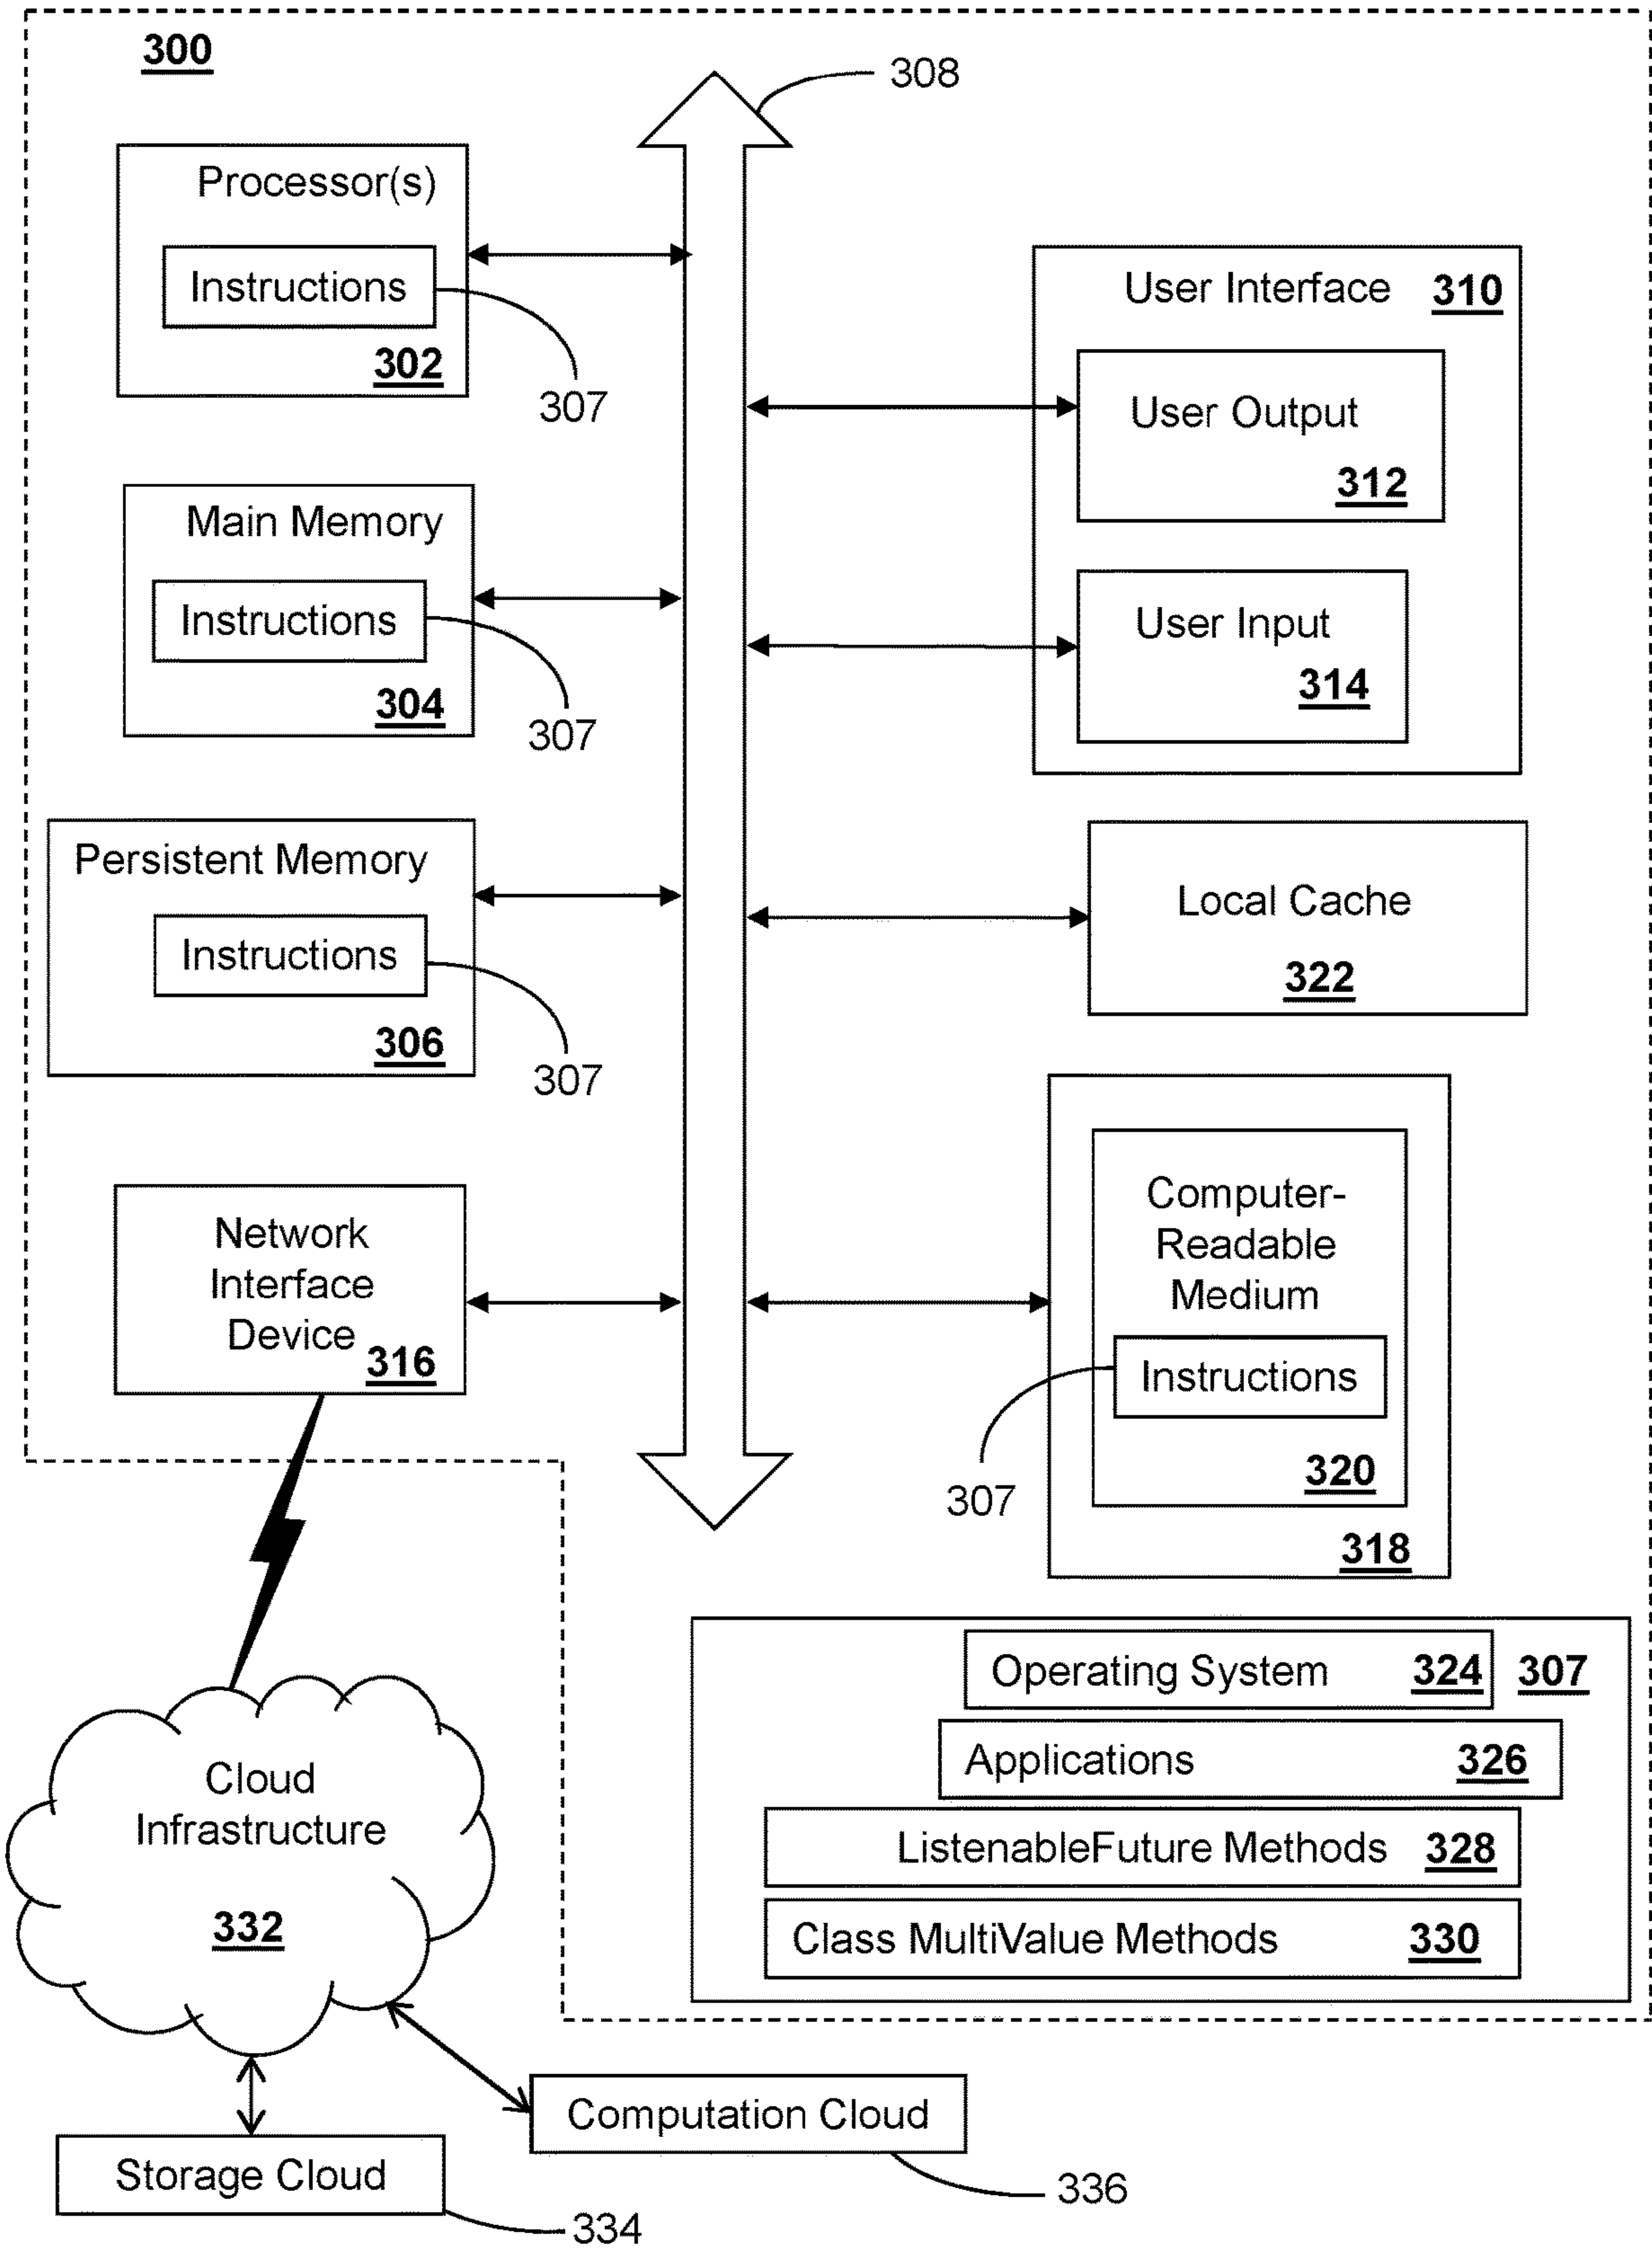 300
308
Processor(s)
Instructions
302
307
User Interface 310
User Output
312
Main Memory
Instructions
304
307
User Input
314
Persistent Memory
Instructions
306
307
Local Cache
322
Network
Interface
Device
316
Computer-
Readable
Medium
Instructions
307
320
318
Operating System 324
307
Applications 326
ListenableFuture Methods 328
Class MultiValue Methods 330
Cloud
Infrastructure
332
Computation Cloud
336
Storage Cloud
334